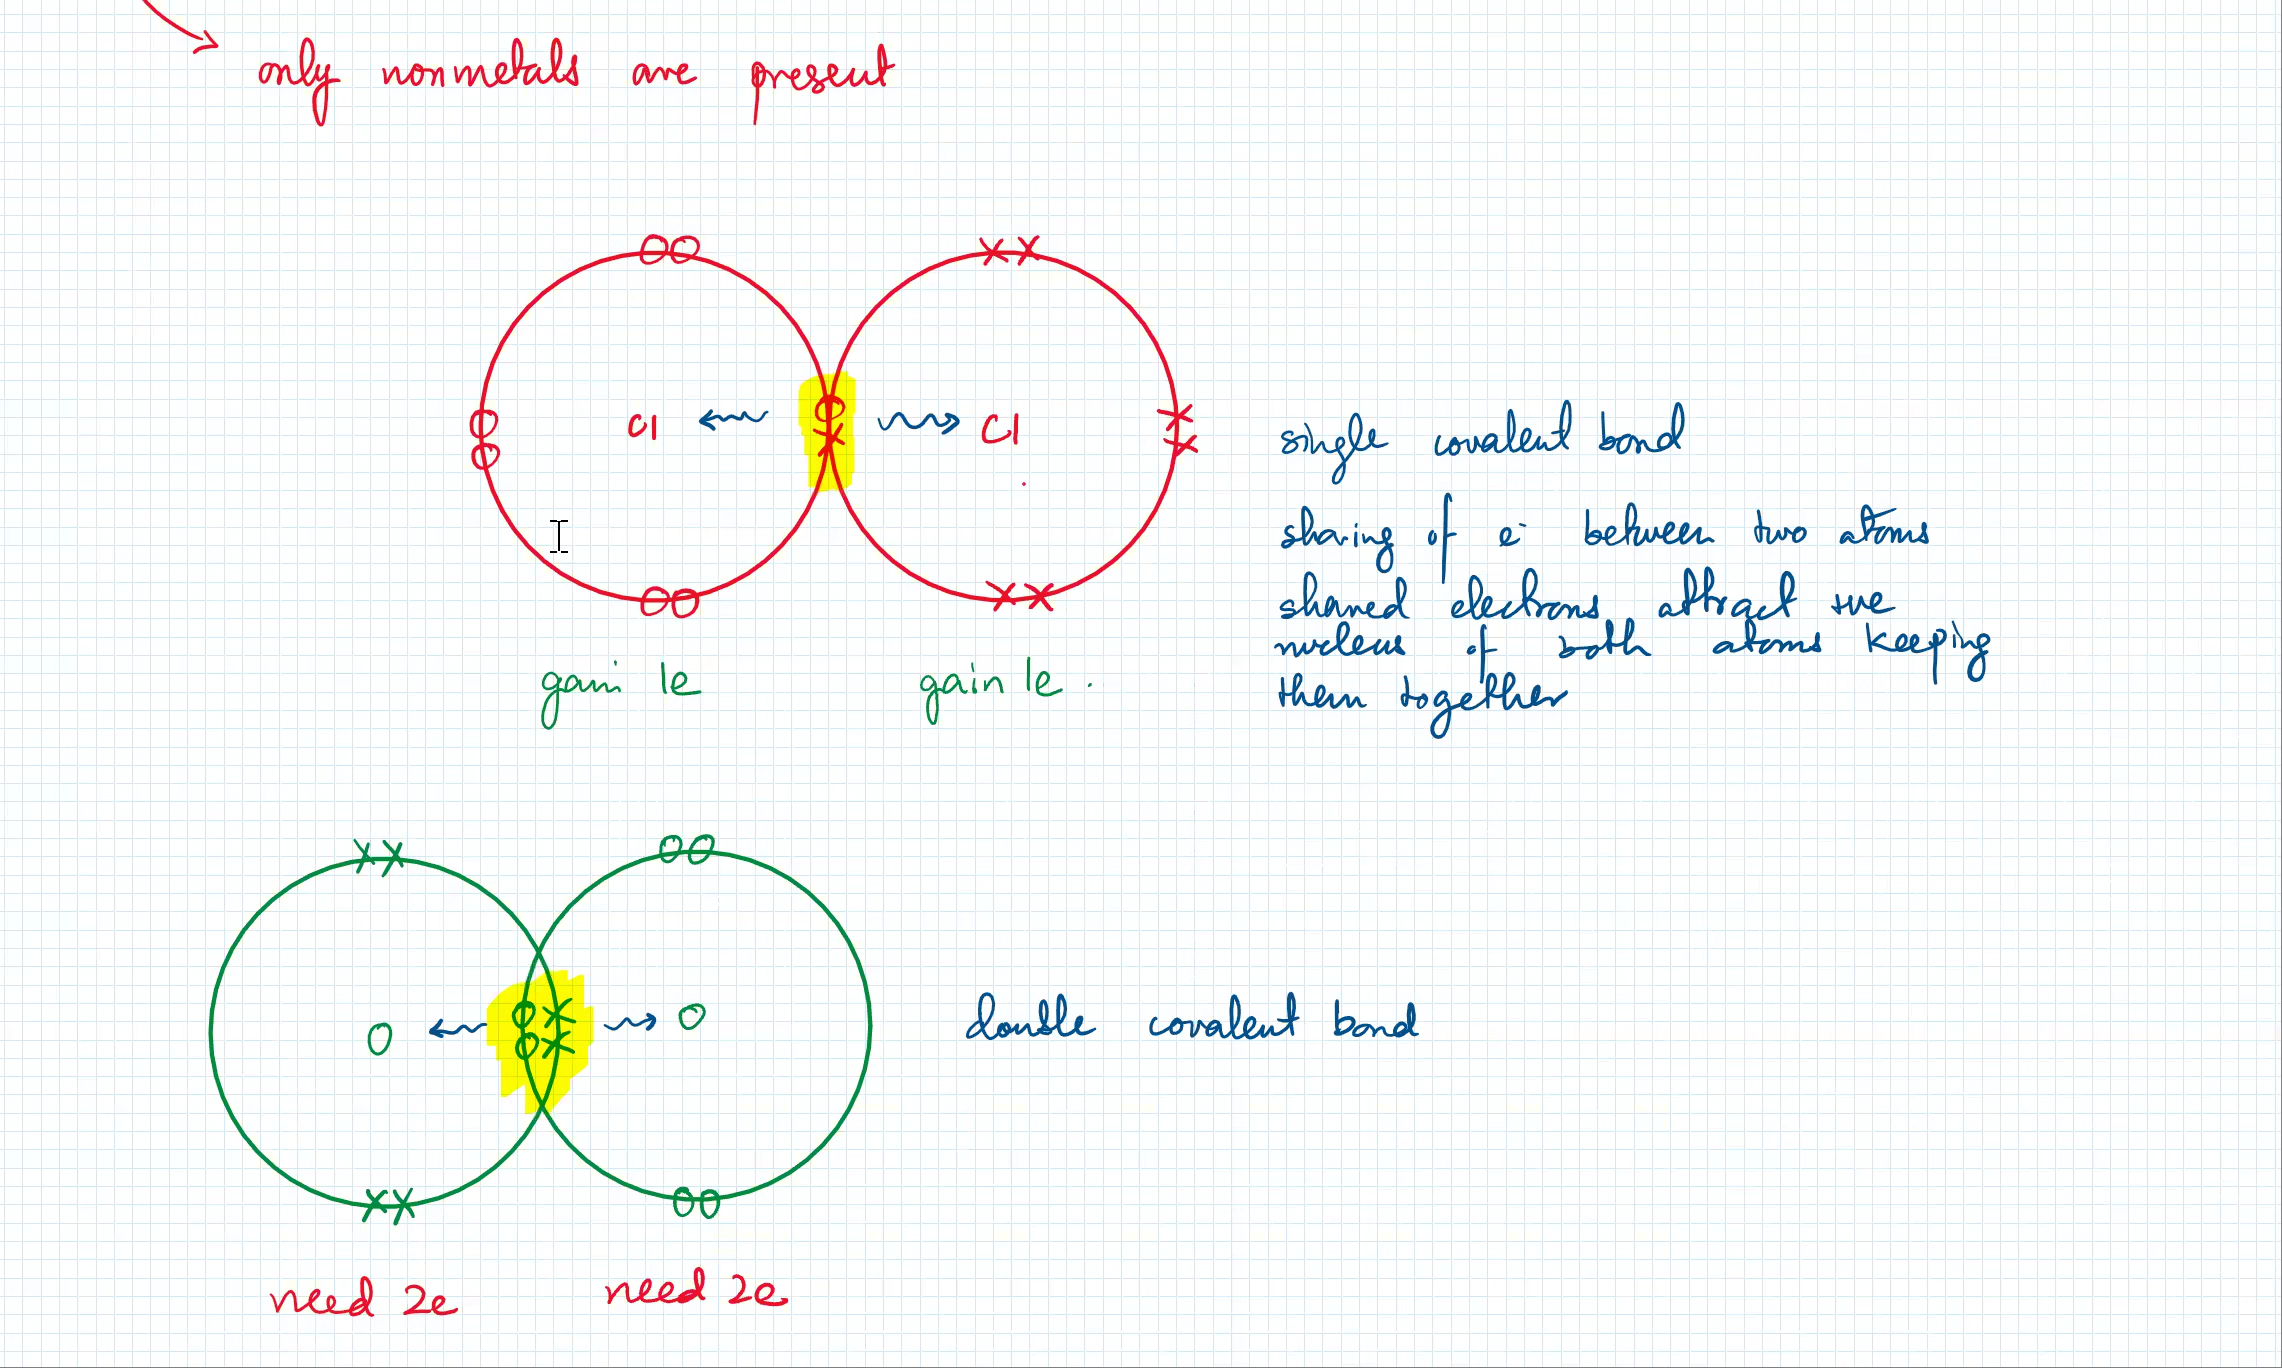 only nonmetals are present
Cl
Cl
single covalent bond
sharing of e⁻ between two atoms
shared electrons attract the
nucleus of both atoms keeping
them together
gain 1e
gain 1e
O
O
double covalent bond
need 2e
need 2e